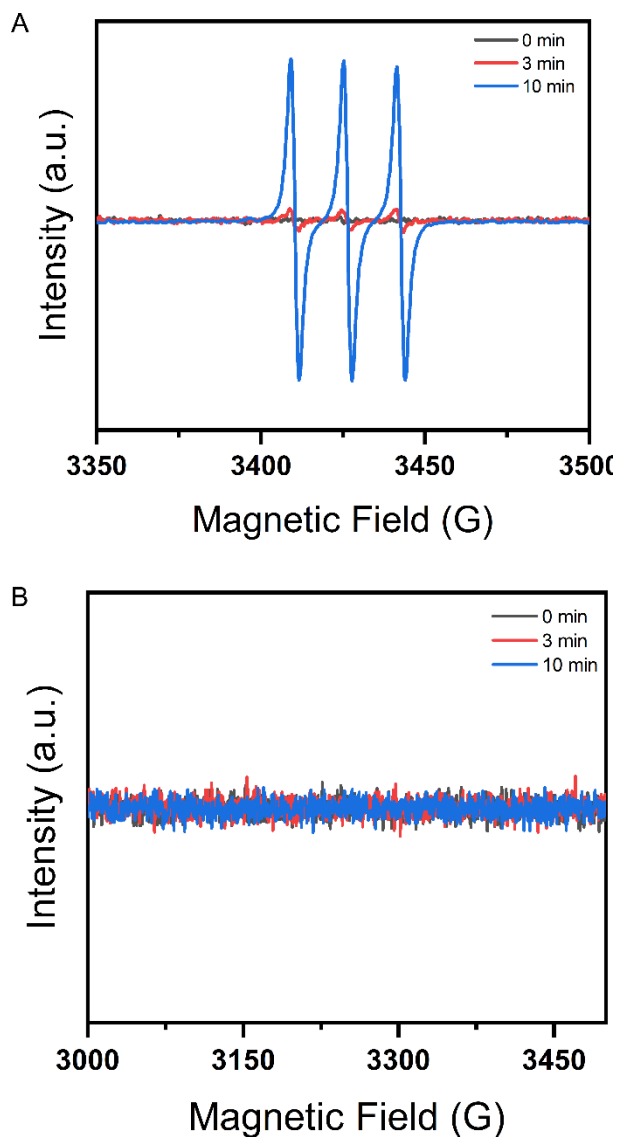 A
0 min
3 min
10 min
Intensity (a.u.)
3350 3400 3450 3500
Magnetic Field (G)
B
0 min
3 min
10 min
Intensity (a.u.)
3000 3150 3300 3450
Magnetic Field (G)